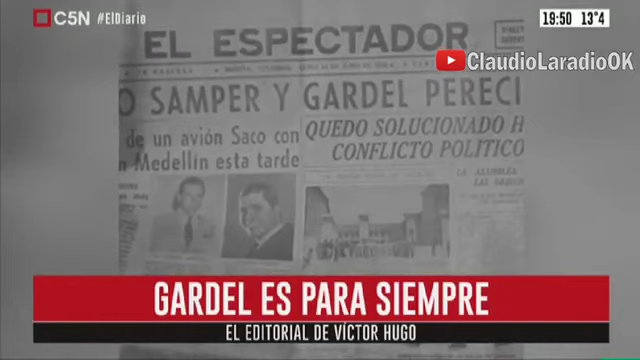 C5N #ElDiario
19:50 13°4
EL ESPECTADOR
ClaudioLaradioOK
O SAMPER Y GARDEL PERECI
de un avión Saco con
n Medellín esta tarde
QUEDO SOLUCIONADO H
CONFLICTO POLITICO
GARDEL ES PARA SIEMPRE
EL EDITORIAL DE VÍCTOR HUGO